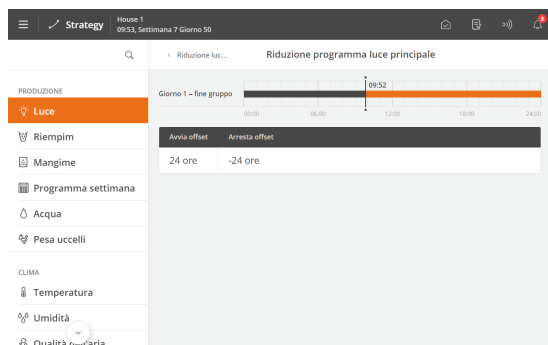 Strategy
House 1
09:53, Settimana 7 Giorno 50
3
Riduzione luc...
Riduzione programma luce principale
PRODUZIONE
Luce
Riempim
Mangime
Programma settimana
Acqua
Pesa uccelli
CLIMA
Temperatura
Umidità
Giorno 1 – fine gruppo
09:52
00:00 06:00 12:00 18:00 24:00
Avvia offset Arresta offset
24 ore -24 ore